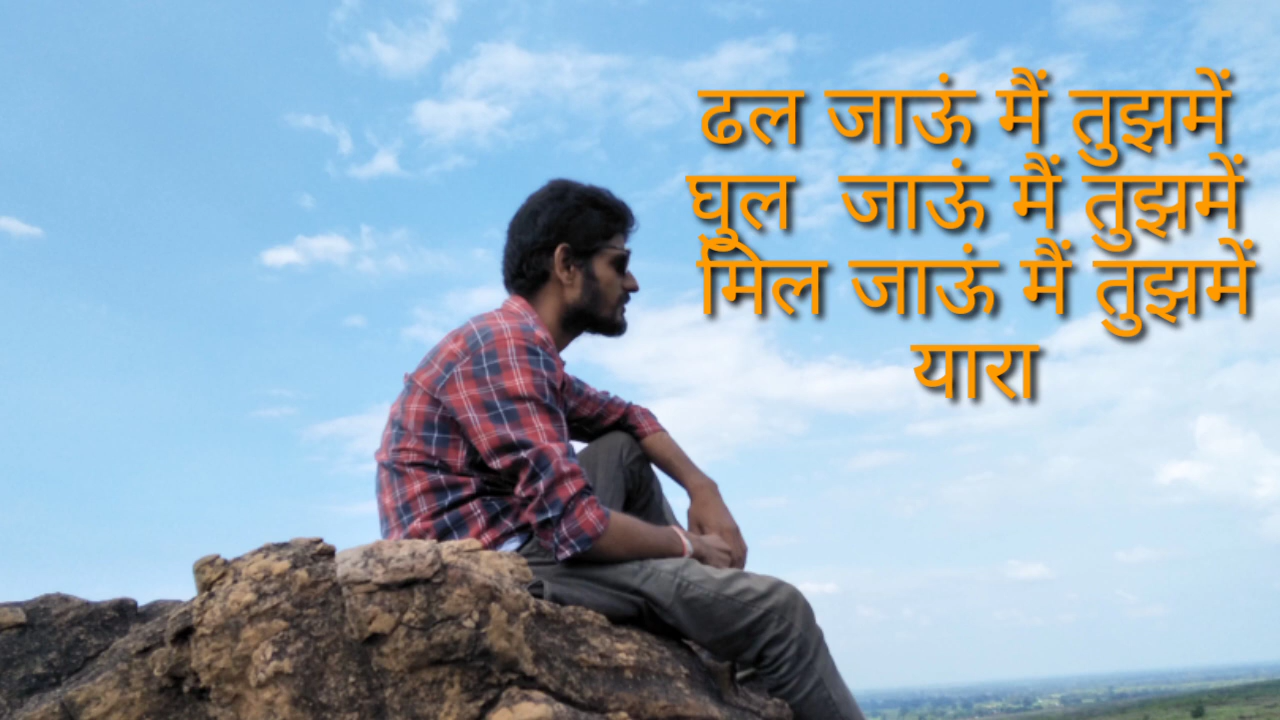 ढल जाऊं मैं तुझमें
घुल जाऊं मैं तुझमें
मिल जाऊं मैं तुझमें
यारा